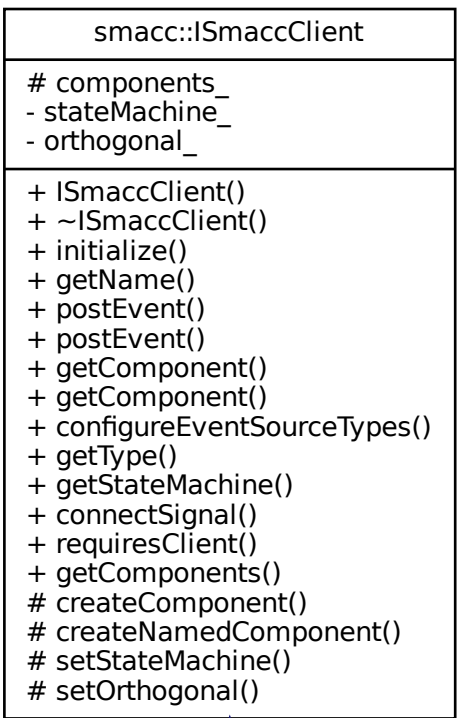 smacc::ISmaccClient
# components_
- stateMachine_
- orthogonal_
+ ISmaccClient()
+ ~ISmaccClient()
+ initialize()
+ getName()
+ postEvent()
+ postEvent()
+ getComponent()
+ getComponent()
+ configureEventSourceTypes()
+ getType()
+ getStateMachine()
+ connectSignal()
+ requiresClient()
+ getComponents()
# createComponent()
# createNamedComponent()
# setStateMachine()
# setOrthogonal()